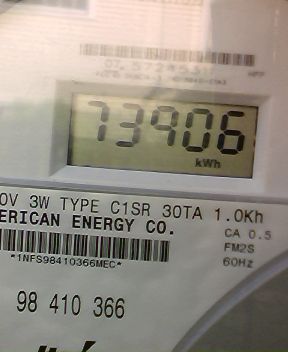 73906
kWh
0V 3W TYPE C1SR 30TA 1.0Kh
ERICAN ENERGY CO.
CA 0.5
FM2S
*1NFS98410366MEC*
60Hz
98 410 366